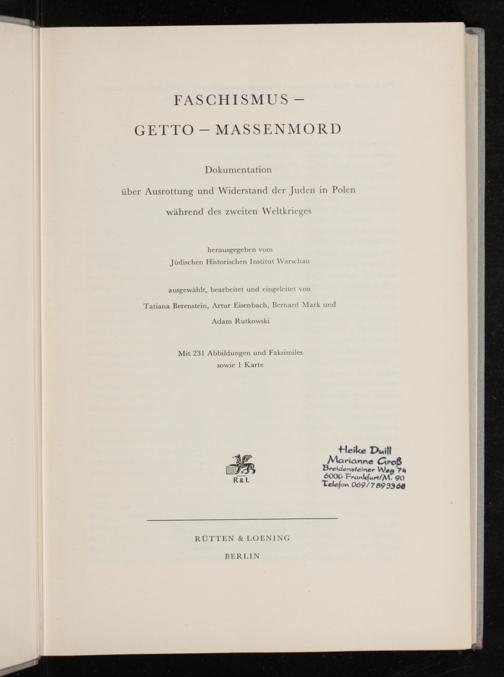 FASCHISMUS –
GETTO – MASSENMORD
Dokumentation
über Ausrottung und Widerstand der Juden in Polen
während des zweiten Weltkrieges
herausgegeben vom
Jüdischen Historischen Institut Warschau
ausgewählt, bearbeitet und eingeleitet von
Tatiana Berenstein, Artur Eisenbach, Bernard Mark und
Adam Rutkowski
Mit 231 Abbildungen und Faksimiles
sowie 1 Karte
R & L
Heike Duill
Marianne Groß
Breidensteiner Weg 74
6000 Frankfurt/M. 90
Telefon 069/7893368
RÜTTEN & LOENING
BERLIN